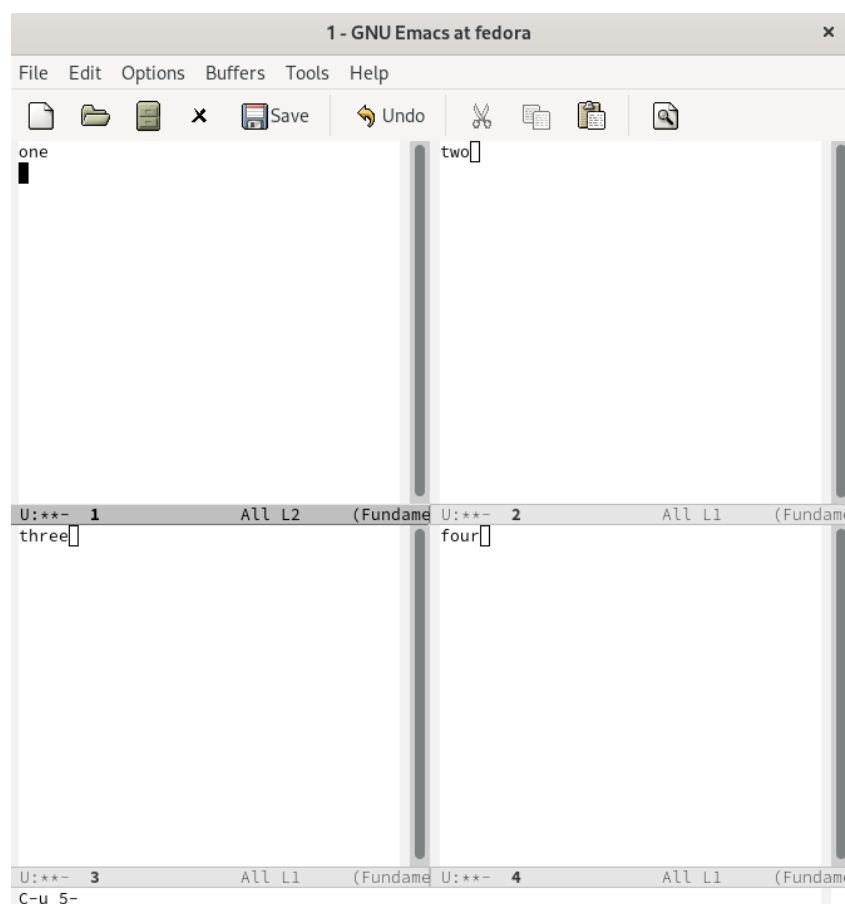 1 - GNU Emacs at fedora ×
File Edit Options Buffers Tools Help
Save Undo
one
two
U:**- 1 All L2 (Fundame
U:**- 2 All L1 (Fundam
three
four
U:**- 3 All L1 (Fundame
U:**- 4 All L1 (Fundam
C-u 5-